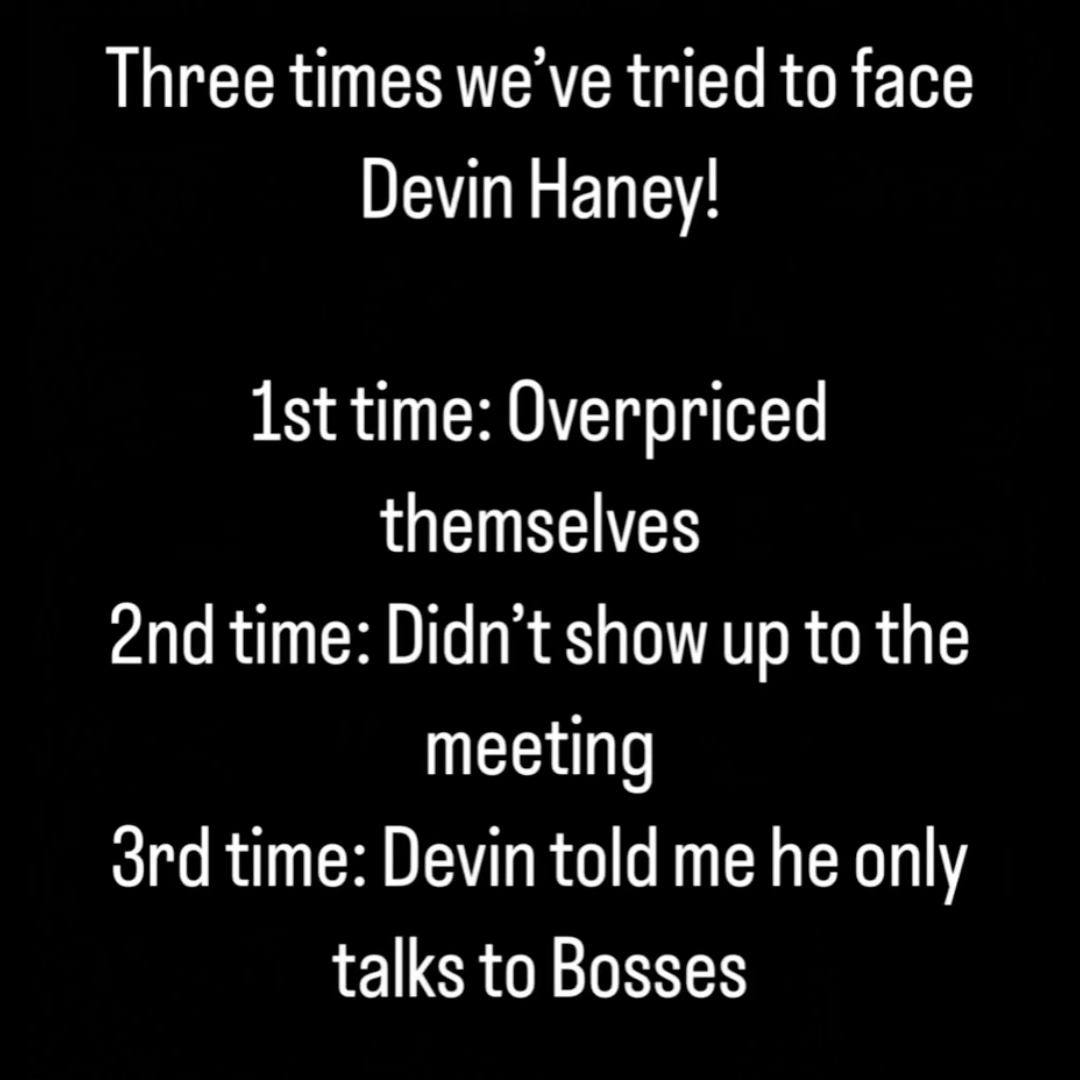 Three times we’ve tried to face
Devin Haney!
1st time: Overpriced
themselves
2nd time: Didn’t show up to the
meeting
3rd time: Devin told me he only
talks to Bosses